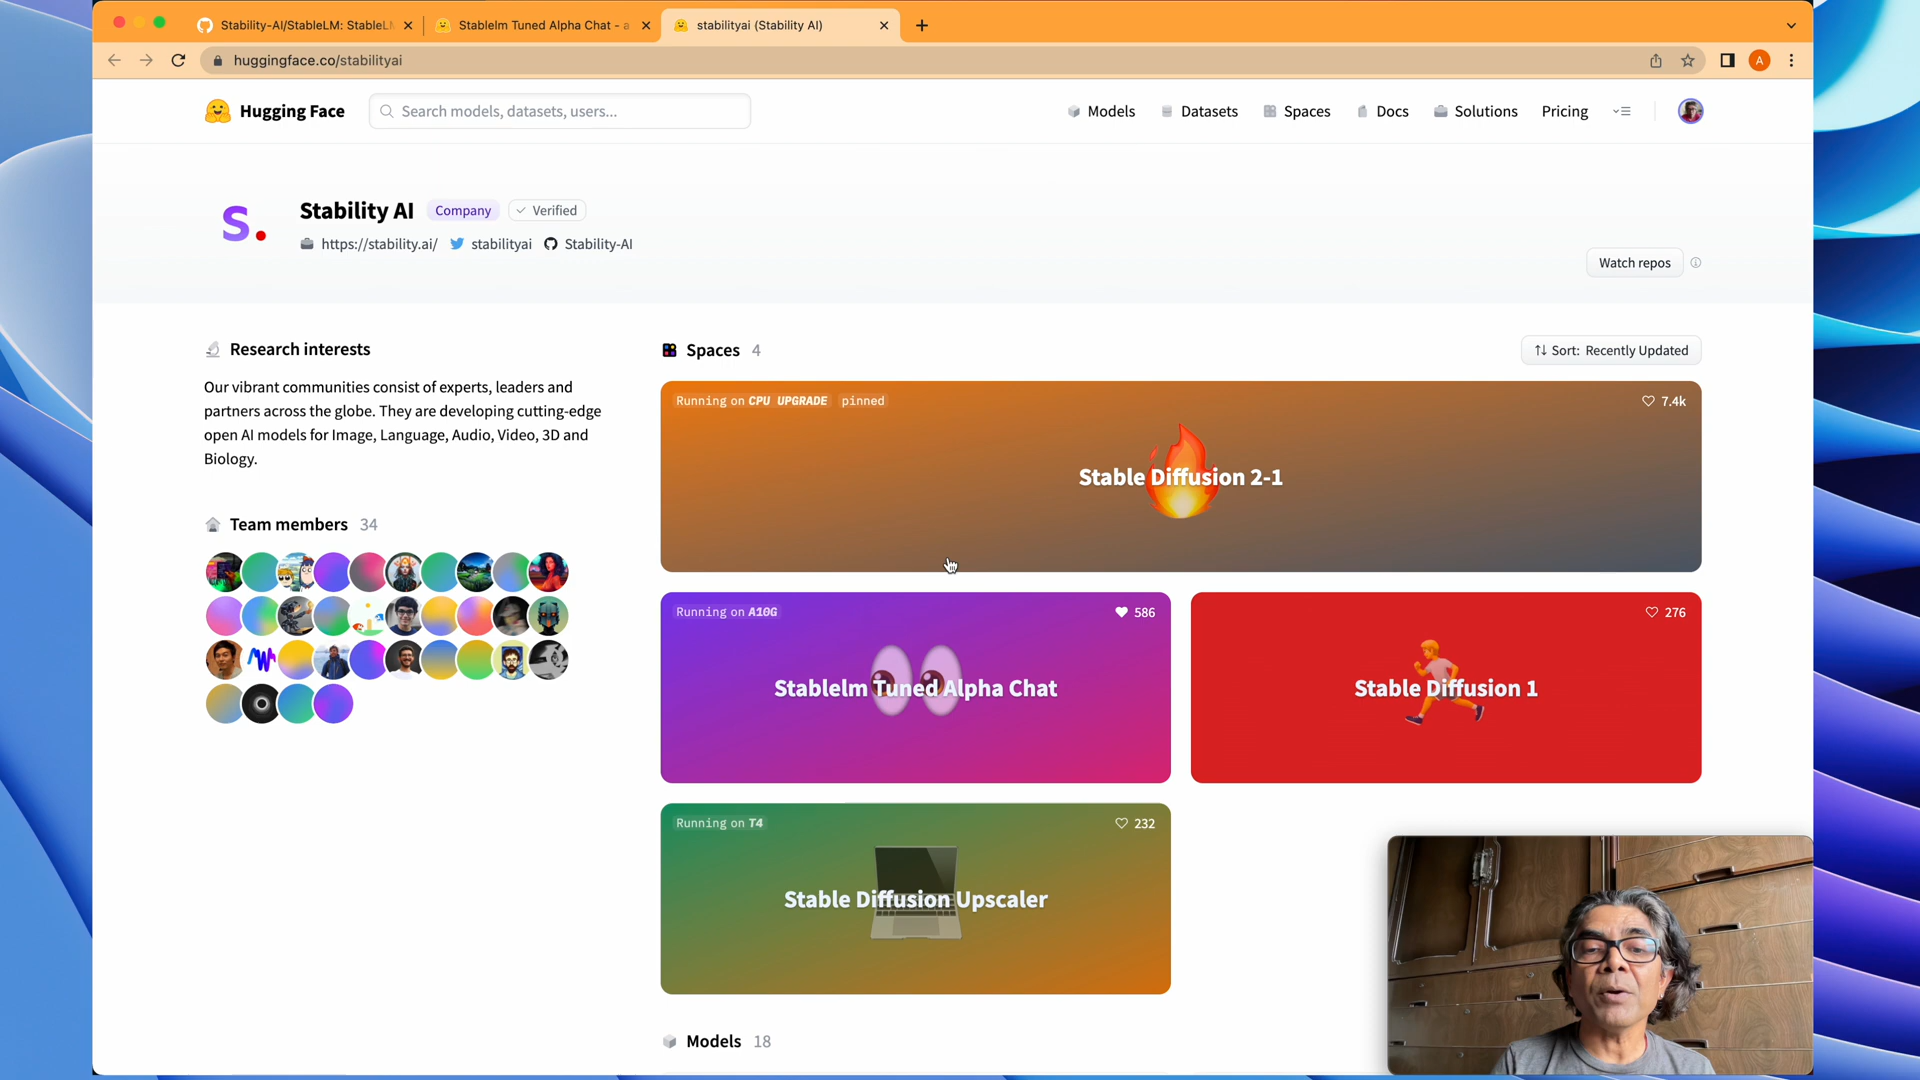 Stability-AI/StableLM: StableLM
Stablelm Tuned Alpha Chat - a
stabilityai (Stability AI)
huggingface.co/stabilityai
A
Hugging Face
Search models, datasets, users...
Models
Datasets
Spaces
Docs
Solutions
Pricing
S.
Stability AI
Company
Verified
https://stability.ai/
stabilityai
Stability-AI
Watch repos
Research interests
Our vibrant communities consist of experts, leaders and
partners across the globe. They are developing cutting-edge
open AI models for Image, Language, Audio, Video, 3D and
Biology.
Team members 34
Spaces 4
Sort: Recently Updated
Running on CPU UPGRADE pinned
7.4k
Stable Diffusion 2-1
Running on A10G
586
Stablelm Tuned Alpha Chat
276
Stable Diffusion 1
Running on T4
232
Stable Diffusion Upscaler
Models 18